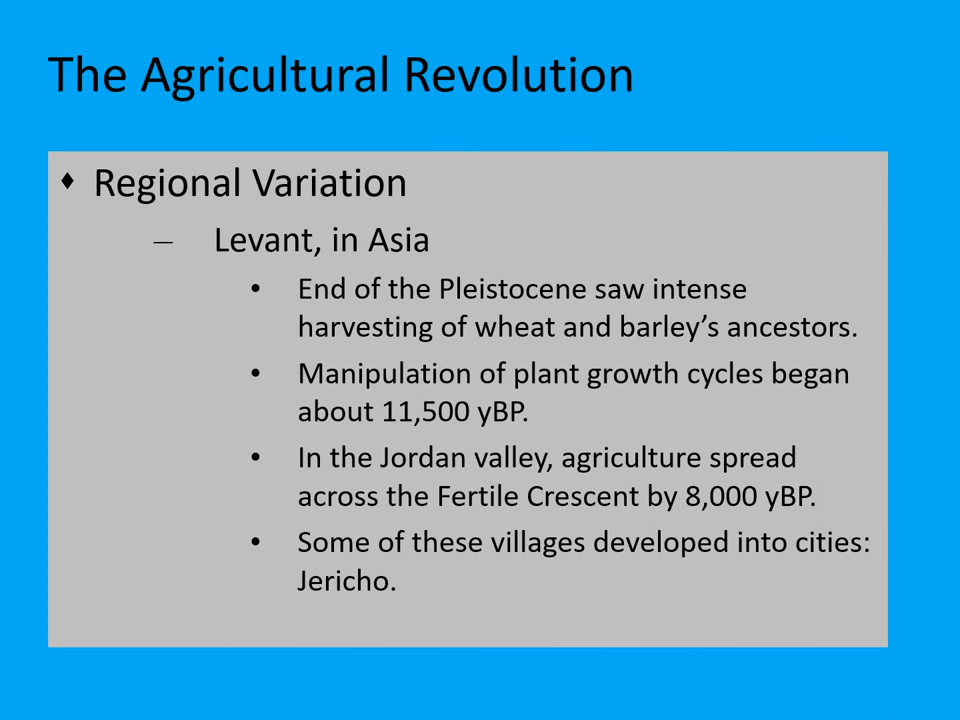 The Agricultural Revolution
♦ Regional Variation
– Levant, in Asia
• End of the Pleistocene saw intense
harvesting of wheat and barley’s ancestors.
• Manipulation of plant growth cycles began
about 11,500 yBP.
• In the Jordan valley, agriculture spread
across the Fertile Crescent by 8,000 yBP.
• Some of these villages developed into cities:
Jericho.